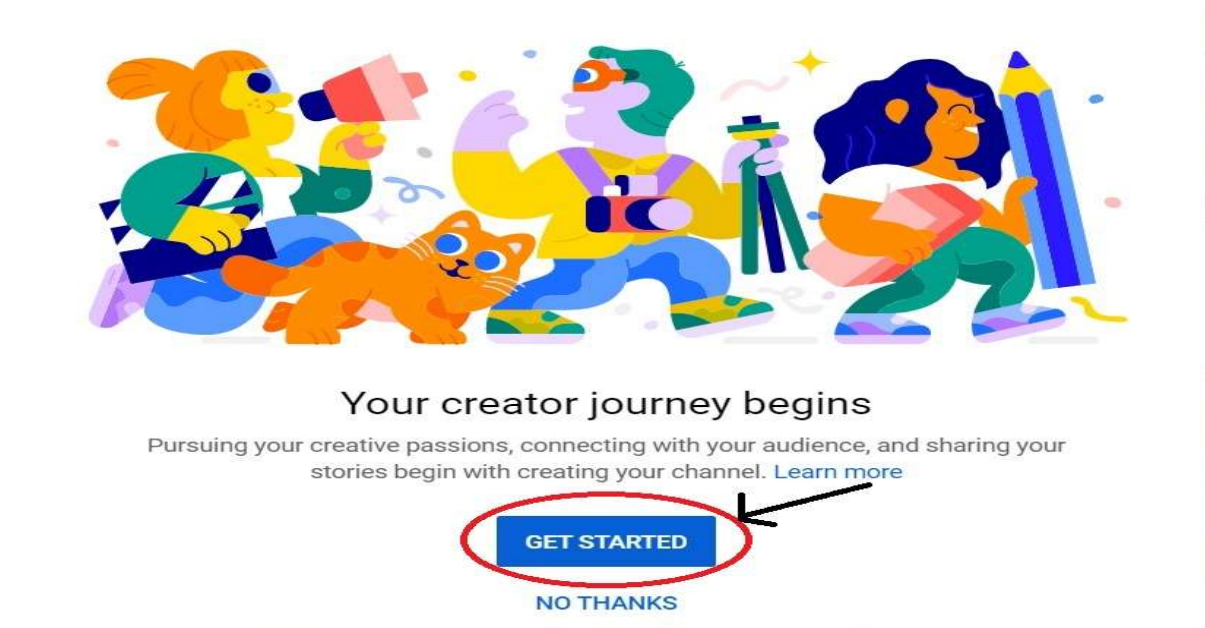 Your creator journey begins
Pursuing your creative passions, connecting with your audience, and sharing your
stories begin with creating your channel. Learn more
GET STARTED
NO THANKS